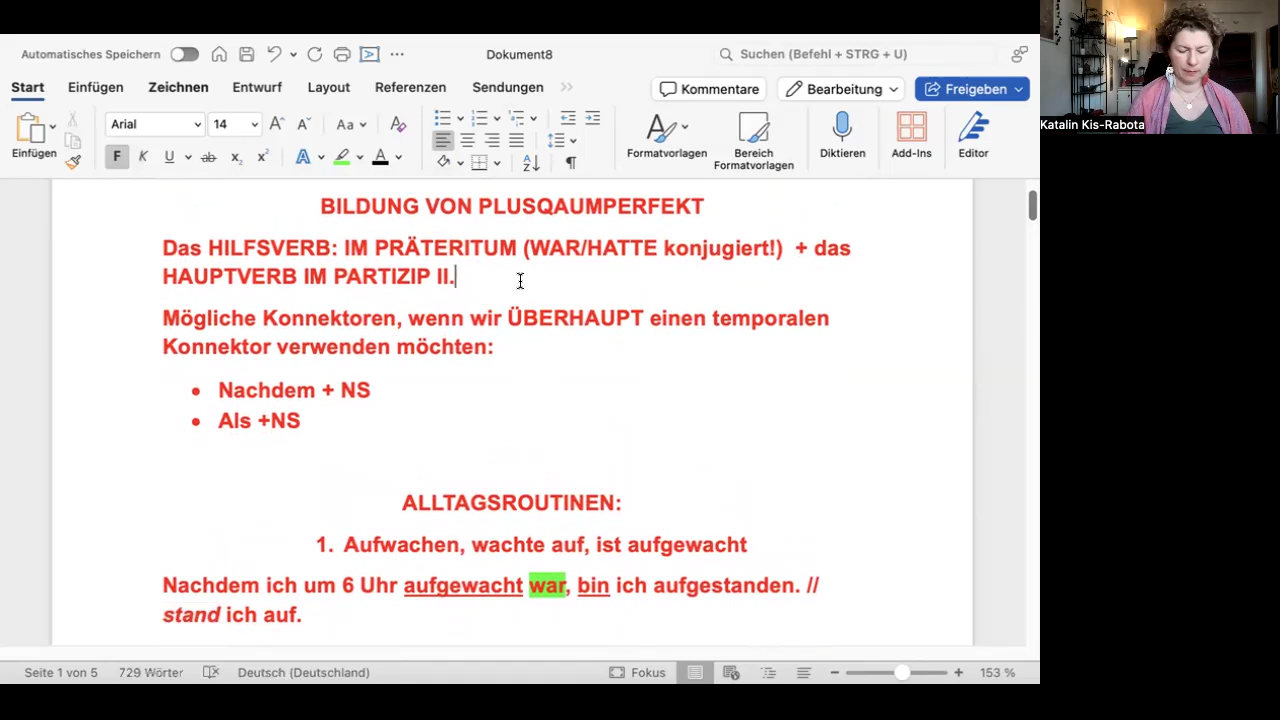 Automatisches Speichern
Dokument8
Suchen (Befehl + STRG + U)
Start Einfügen Zeichnen Entwurf Layout Referenzen Sendungen
Kommentare Bearbeitung Freigeben
Arial 14
Einfügen
Formatvorlagen Bereich Formatvorlagen Diktieren Add-Ins Editor
Katalin Kis-Rabota
BILDUNG VON PLUSQAUMPERFEKT
Das HILFSVERB: IM PRÄTERITUM (WAR/HATTE konjugiert!) + das
HAUPTVERB IM PARTIZIP II.
Mögliche Konnektoren, wenn wir ÜBERHAUPT einen temporalen
Konnektor verwenden möchten:
• Nachdem + NS
• Als +NS
ALLTAGSROUTINEN:
1. Aufwachen, wachte auf, ist aufgewacht
Nachdem ich um 6 Uhr aufgewacht war, bin ich aufgestanden. //
stand ich auf.
Seite 1 von 5 729 Wörter Deutsch (Deutschland) Fokus 153 %